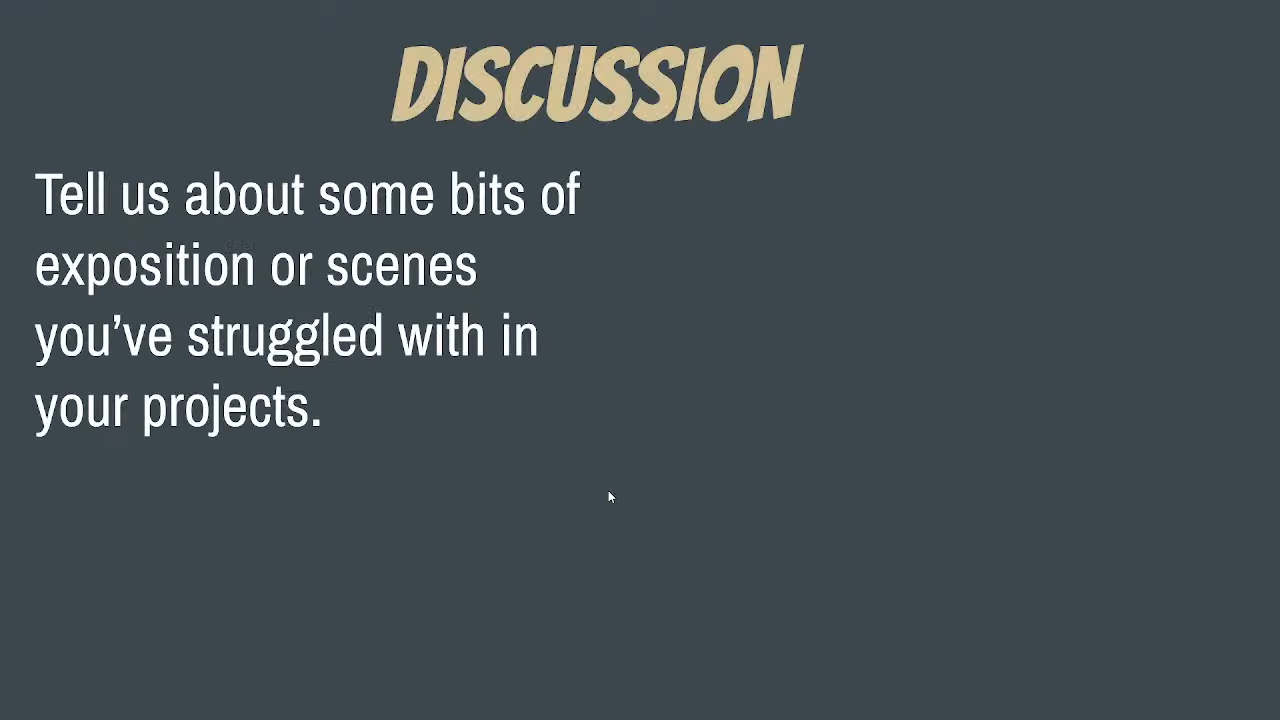 DISCUSSION
Tell us about some bits of
exposition or scenes
you’ve struggled with in
your projects.